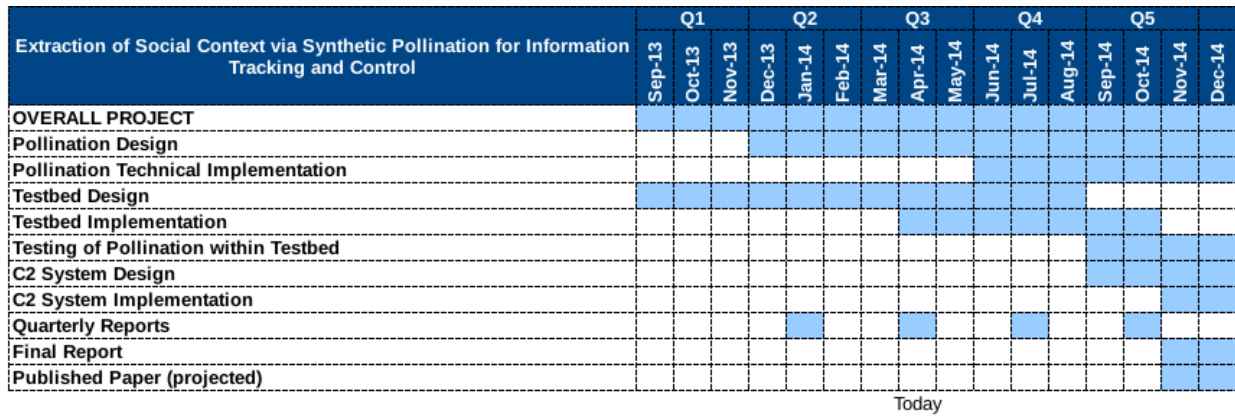 Q1 Q2 Q3 Q4 Q5
Extraction of Social Context via Synthetic Pollination for Information
Tracking and Control
Sep-13 Oct-13 Nov-13 Dec-13 Jan-14 Feb-14 Mar-14 Apr-14 May-14 Jun-14 Jul-14 Aug-14 Sep-14 Oct-14 Nov-14 Dec-14
OVERALL PROJECT
Pollination Design
Pollination Technical Implementation
Testbed Design
Testbed Implementation
Testing of Pollination within Testbed
C2 System Design
C2 System Implementation
Quarterly Reports
Final Report
Published Paper (projected)
Today